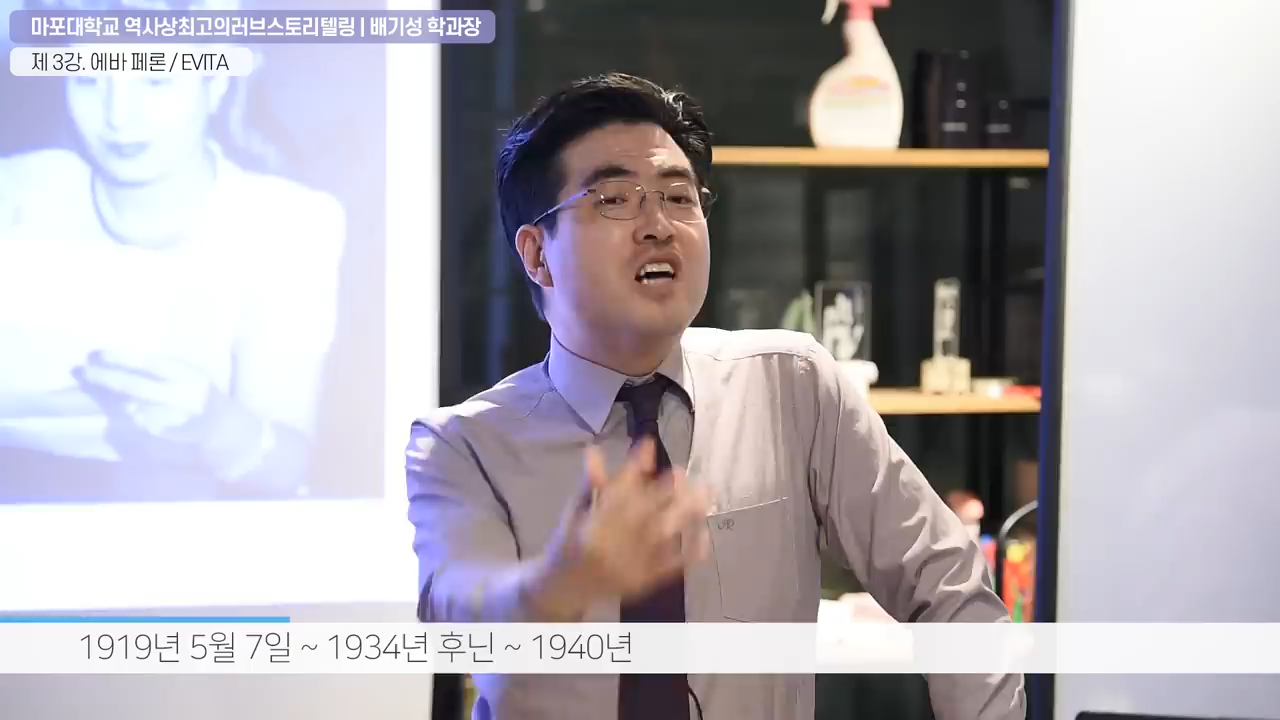 마포대학교 역사상최고의러브스토리텔링 | 배기성 학과장
제 3강. 에바 페론 / EVITA
1919년 5월 7일 ~ 1934년 후닌 ~ 1940년